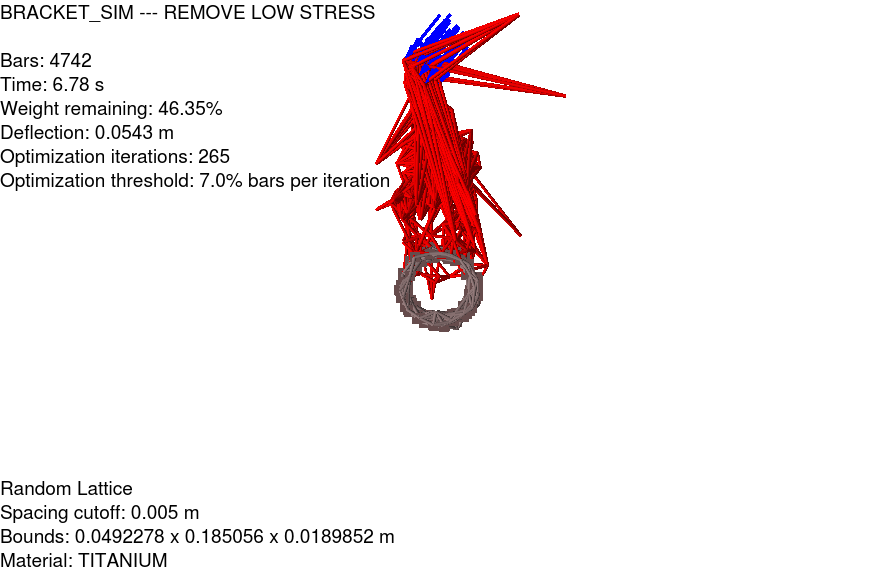 BRACKET_SIM --- REMOVE LOW STRESS
Bars: 4742
Time: 6.78 s
Weight remaining: 46.35%
Deflection: 0.0543 m
Optimization iterations: 265
Optimization threshold: 7.0% bars per iteration
Random Lattice
Spacing cutoff: 0.005 m
Bounds: 0.0492278 x 0.185056 x 0.0189852 m
Material: TITANIUM